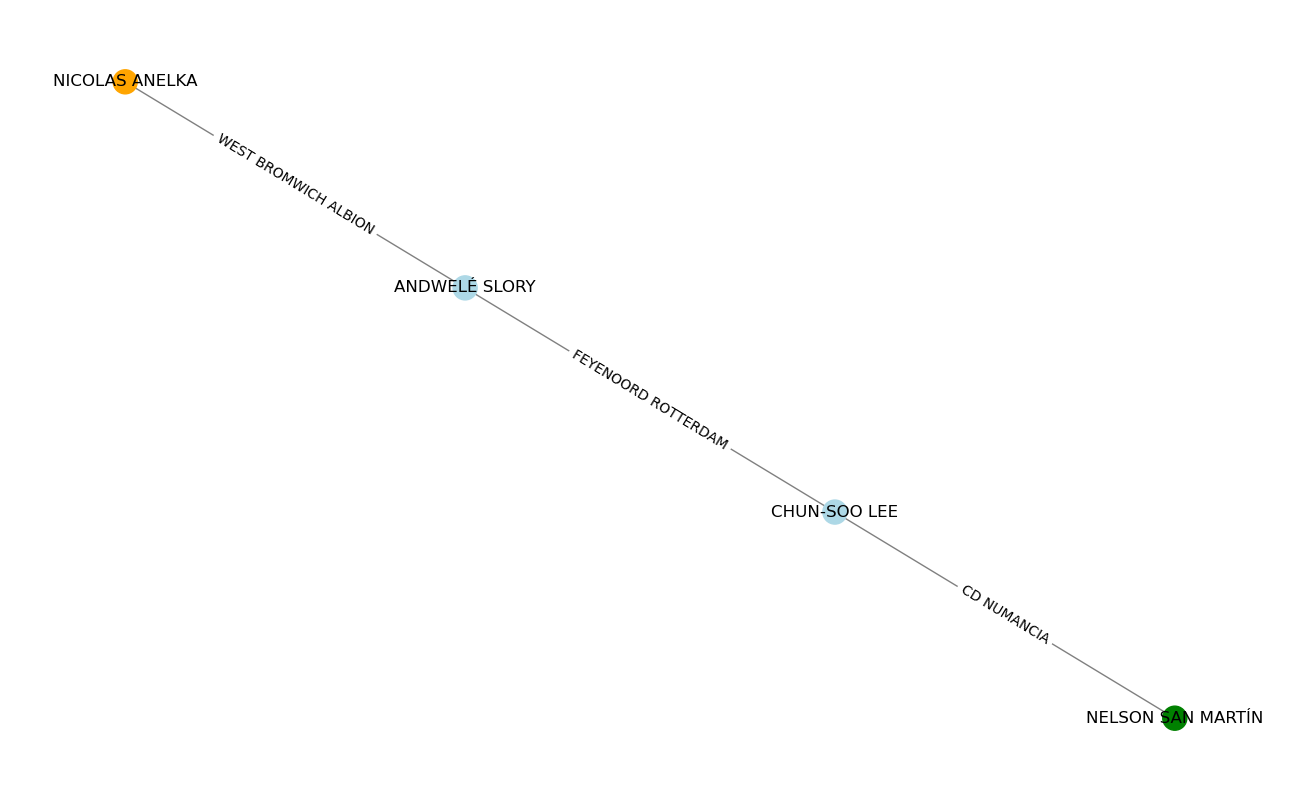 NICOLAS ANELKA
WEST BROMWICH ALBION
ANDWELÉ SLORY
FEYENOORD ROTTERDAM
CHUN-SOO LEE
CD NUMANCIA
NELSON SAN MARTÍN